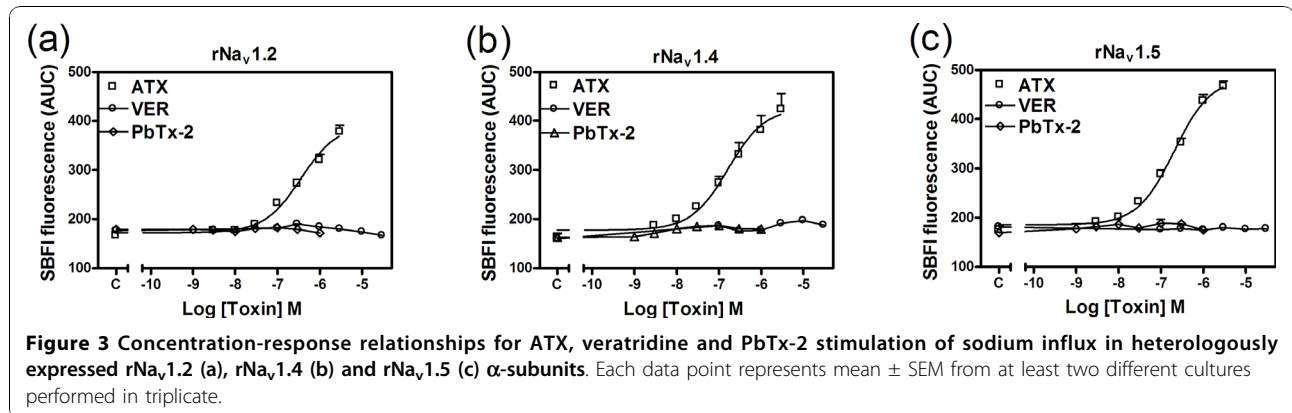 (a)
rNav1.2
500
400
300
200
100
SBFI fluorescence (AUC)
ATX
VER
PbTx-2
C -10 -9 -8 -7 -6 -5
Log [Toxin] M
(b)
rNav1.4
500
400
300
200
100
SBFI fluorescence (AUC)
ATX
VER
PbTx-2
C -10 -9 -8 -7 -6 -5
Log [Toxin] M
(c)
rNav1.5
500
400
300
200
100
SBFI fluorescence (AUC)
ATX
VER
PbTx-2
C -10 -9 -8 -7 -6 -5
Log [Toxin] M
Figure 3 Concentration-response relationships for ATX, veratridine and PbTx-2 stimulation of sodium influx in heterologously
expressed rNav1.2 (a), rNav1.4 (b) and rNav1.5 (c) α-subunits. Each data point represents mean ± SEM from at least two different cultures
performed in triplicate.